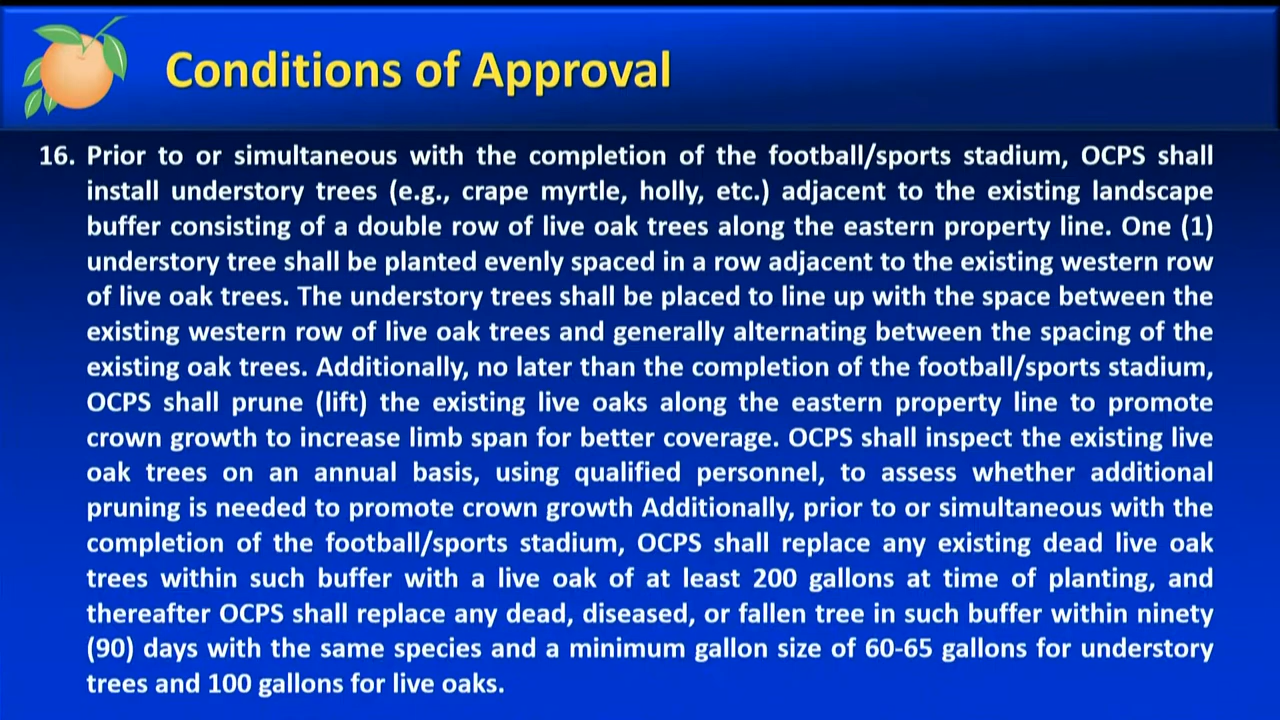 Conditions of Approval
16. Prior to or simultaneous with the completion of the football/sports stadium, OCPS shall
install understory trees (e.g., crape myrtle, holly, etc.) adjacent to the existing landscape
buffer consisting of a double row of live oak trees along the eastern property line. One (1)
understory tree shall be planted evenly spaced in a row adjacent to the existing western row
of live oak trees. The understory trees shall be placed to line up with the space between the
existing western row of live oak trees and generally alternating between the spacing of the
existing oak trees. Additionally, no later than the completion of the football/sports stadium,
OCPS shall prune (lift) the existing live oaks along the eastern property line to promote
crown growth to increase limb span for better coverage. OCPS shall inspect the existing live
oak trees on an annual basis, using qualified personnel, to assess whether additional
pruning is needed to promote crown growth Additionally, prior to or simultaneous with the
completion of the football/sports stadium, OCPS shall replace any existing dead live oak
trees within such buffer with a live oak of at least 200 gallons at time of planting, and
thereafter OCPS shall replace any dead, diseased, or fallen tree in such buffer within ninety
(90) days with the same species and a minimum gallon size of 60-65 gallons for understory
trees and 100 gallons for live oaks.